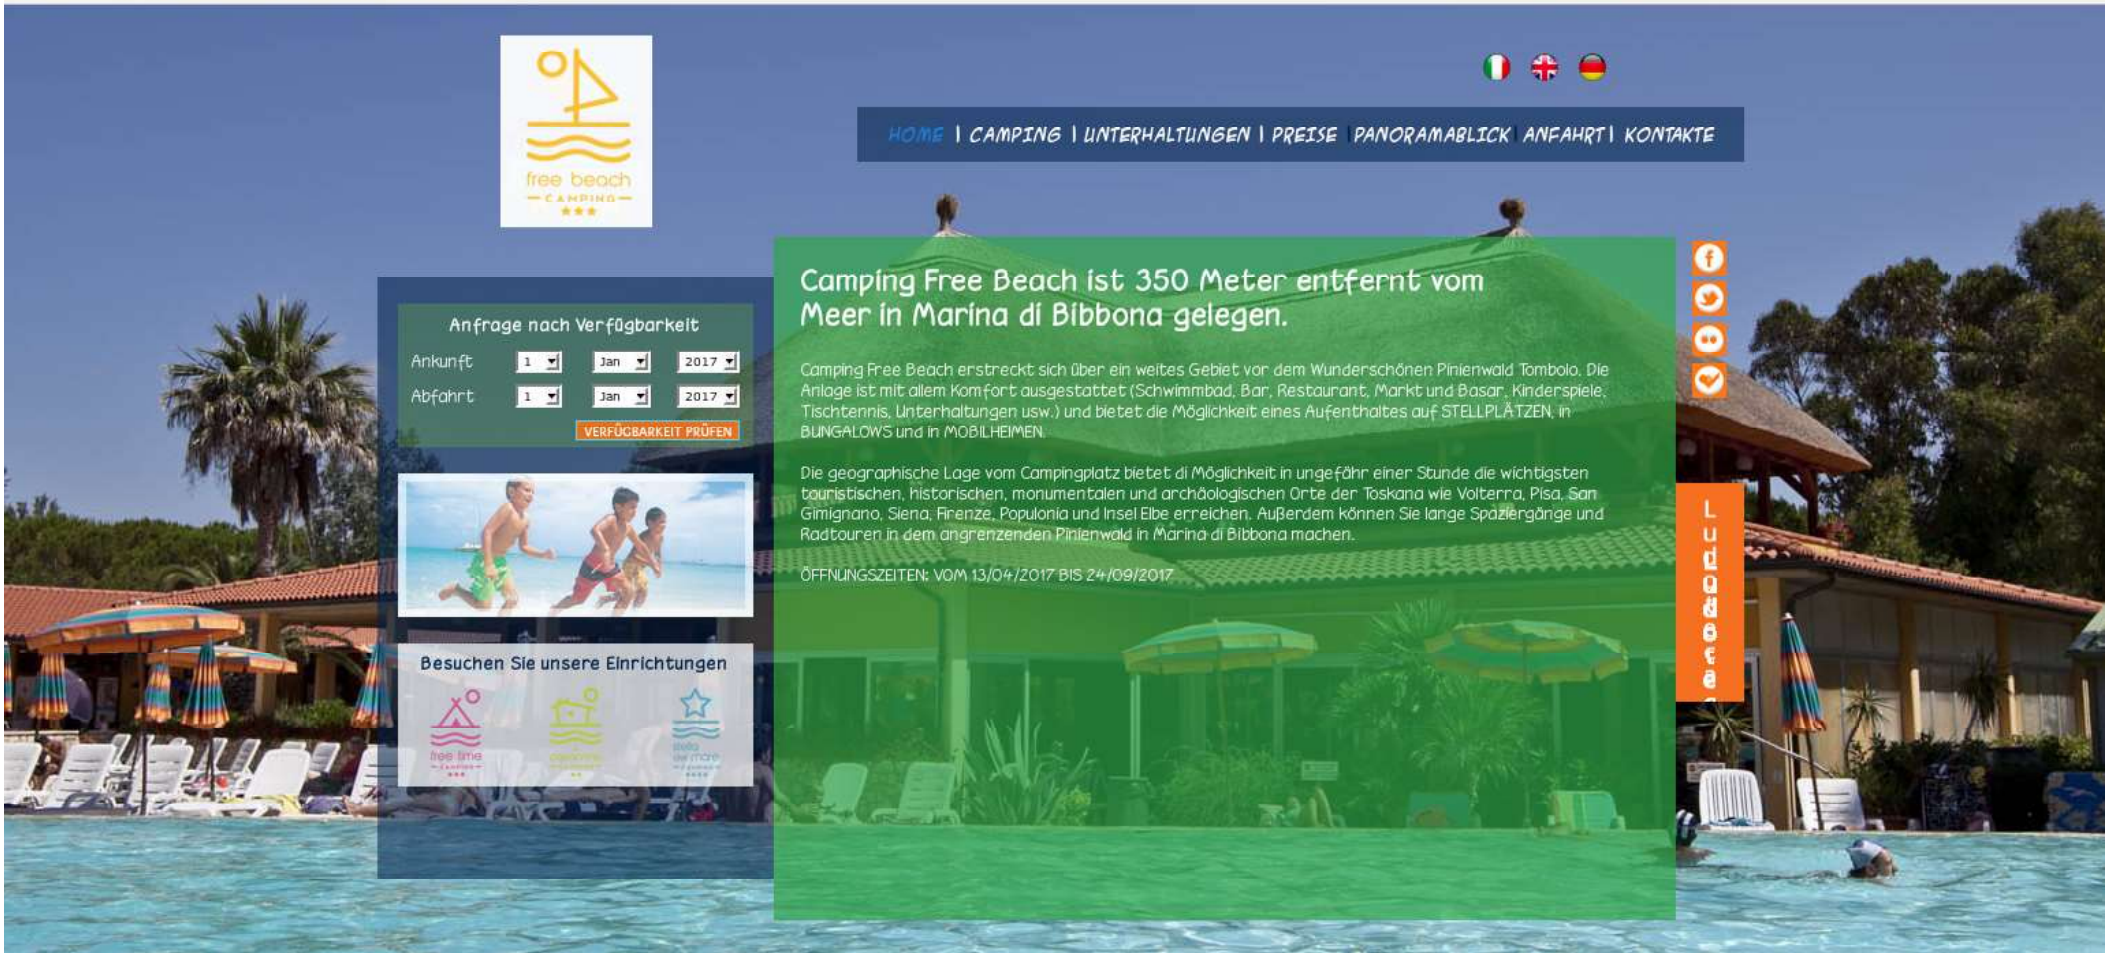 free beach
CAMPING
HOME | CAMPING | UNTERHALTUNGEN | PREISE | PANORAMABLICK | ANFAHRT | KONTAKTE
Camping Free Beach ist 350 Meter entfernt vom
Meer in Marina di Bibbona gelegen.
Camping Free Beach erstreckt sich über ein weites Gebiet vor dem Wunderschönen Pinienwald Tombolo. Die
Anlage ist mit allem Komfort ausgestattet (Schwimmbad, Bar, Restaurant, Markt und Basar, Kinderspiele,
Tischtennis, Unterhaltungen usw.) und bietet die Möglichkeit eines Aufenthaltes auf STELLPLÄTZEN, in
BUNGALOWS und in MOBILHEIMEN.
Die geographische Lage vom Campingplatz bietet di Möglichkeit in ungefähr einer Stunde die wichtigsten
touristischen, historischen, monumentalen und archäologischen Orte der Toskana wie Volterra, Pisa, San
Gimignano, Siena, Firenze, Populonia und Insel Elbe erreichen. Außerdem können Sie lange Spaziergänge und
Radtouren in dem angrenzenden Pinienwald in Marina di Bibbona machen.
ÖFFNUNGSZEITEN: VOM 13/04/2017 BIS 24/09/2017
Anfrage nach Verfügbarkeit
Ankunft 1 Jan 2017
Abfahrt 1 Jan 2017
VERFÜGBARKEIT PRÜFEN
Besuchen Sie unsere Einrichtungen
free time
CAMPING
stella
del mare
CAMPING